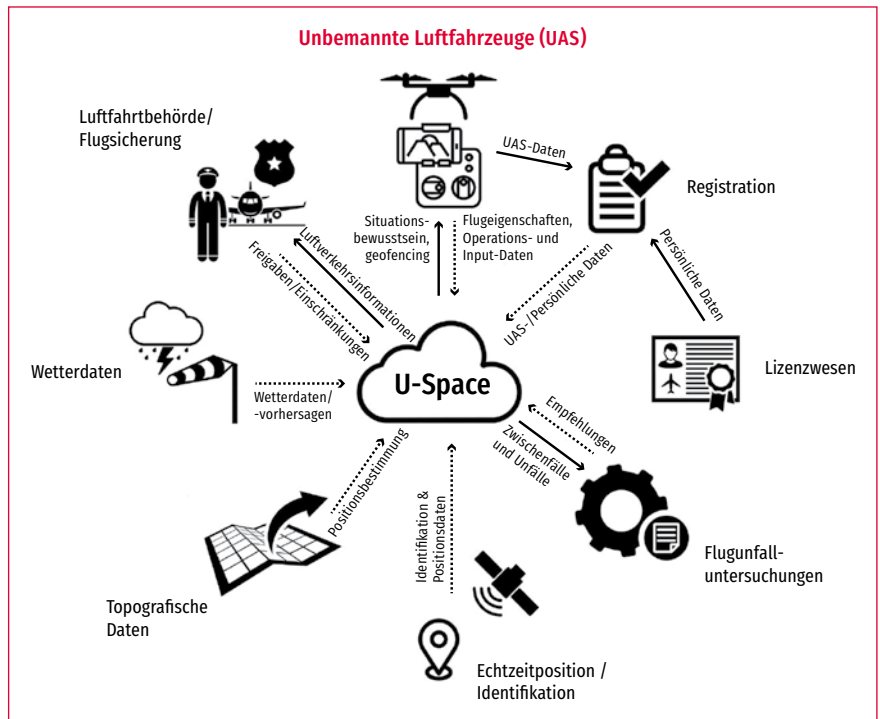 Unbemannte Luftfahrzeuge (UAS)
Luftfahrtbehörde/
Flugsicherung
UAS-Daten
Registration
Situations-
bewusstsein,
geofencing
Flugeigenschaften,
Operations- und
Input-Daten
Luftverkehrsinformationen
Freigaben/Einschränkungen
UAS-/Persönliche Daten
Persönliche Daten
Wetterdaten
Wetterdaten/
-vorhersagen
U-Space
Lizenzwesen
Empfehlungen
Zwischenfälle
und Unfälle
Positionsbestimmung
Identifikation &
Positionsdaten
Flugunfall-
untersuchungen
Topografische
Daten
Echtzeitposition /
Identifikation